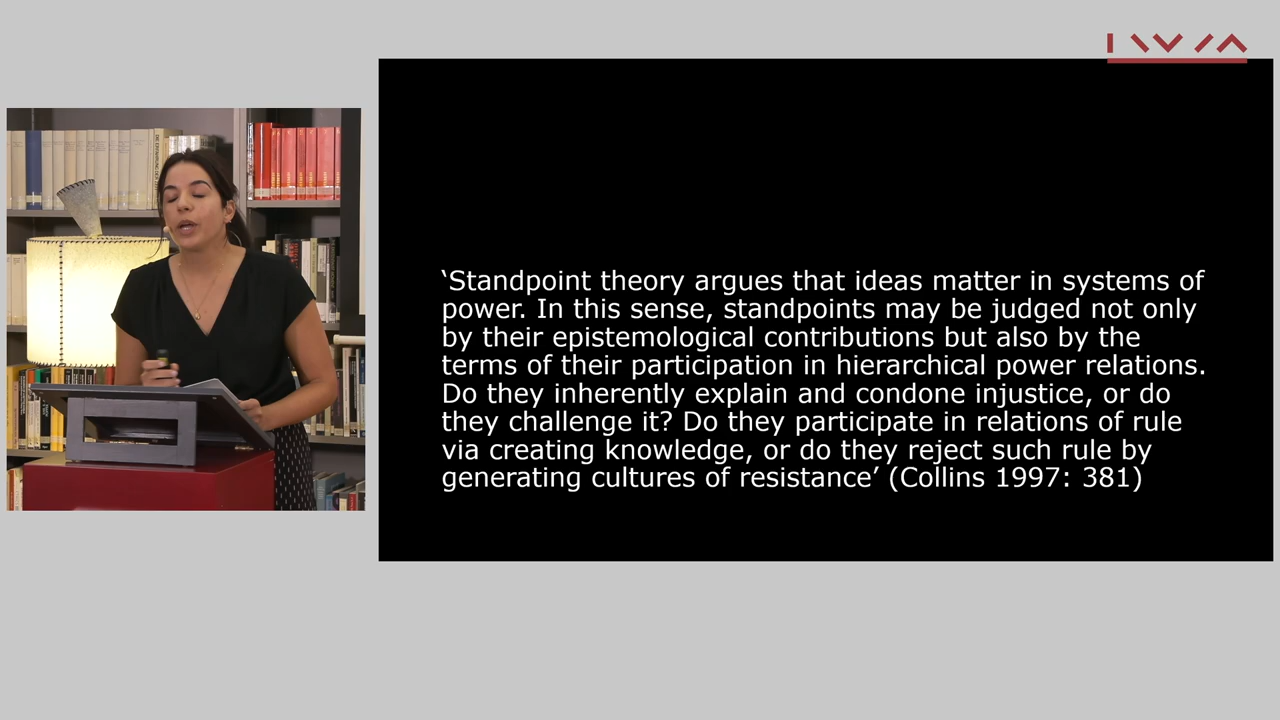 ‘Standpoint theory argues that ideas matter in systems of
power. In this sense, standpoints may be judged not only
by their epistemological contributions but also by the
terms of their participation in hierarchical power relations.
Do they inherently explain and condone injustice, or do
they challenge it? Do they participate in relations of rule
via creating knowledge, or do they reject such rule by
generating cultures of resistance’ (Collins 1997: 381)